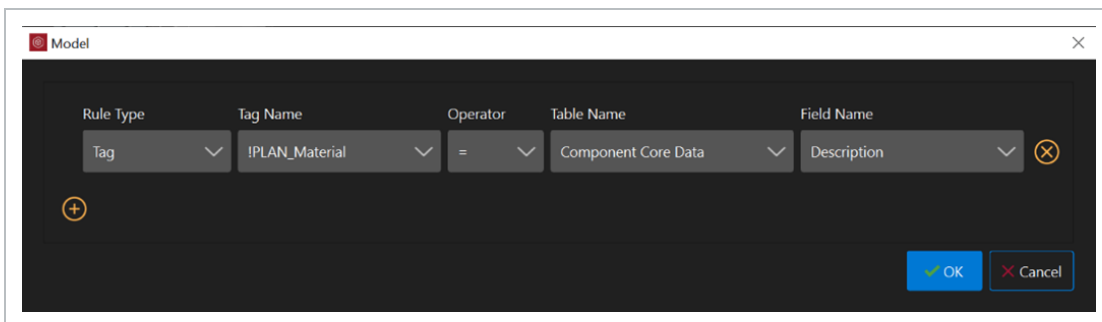 Model
Rule Type Tag Name Operator Table Name Field Name
Tag !PLAN_Material = Component Core Data Description
OK Cancel